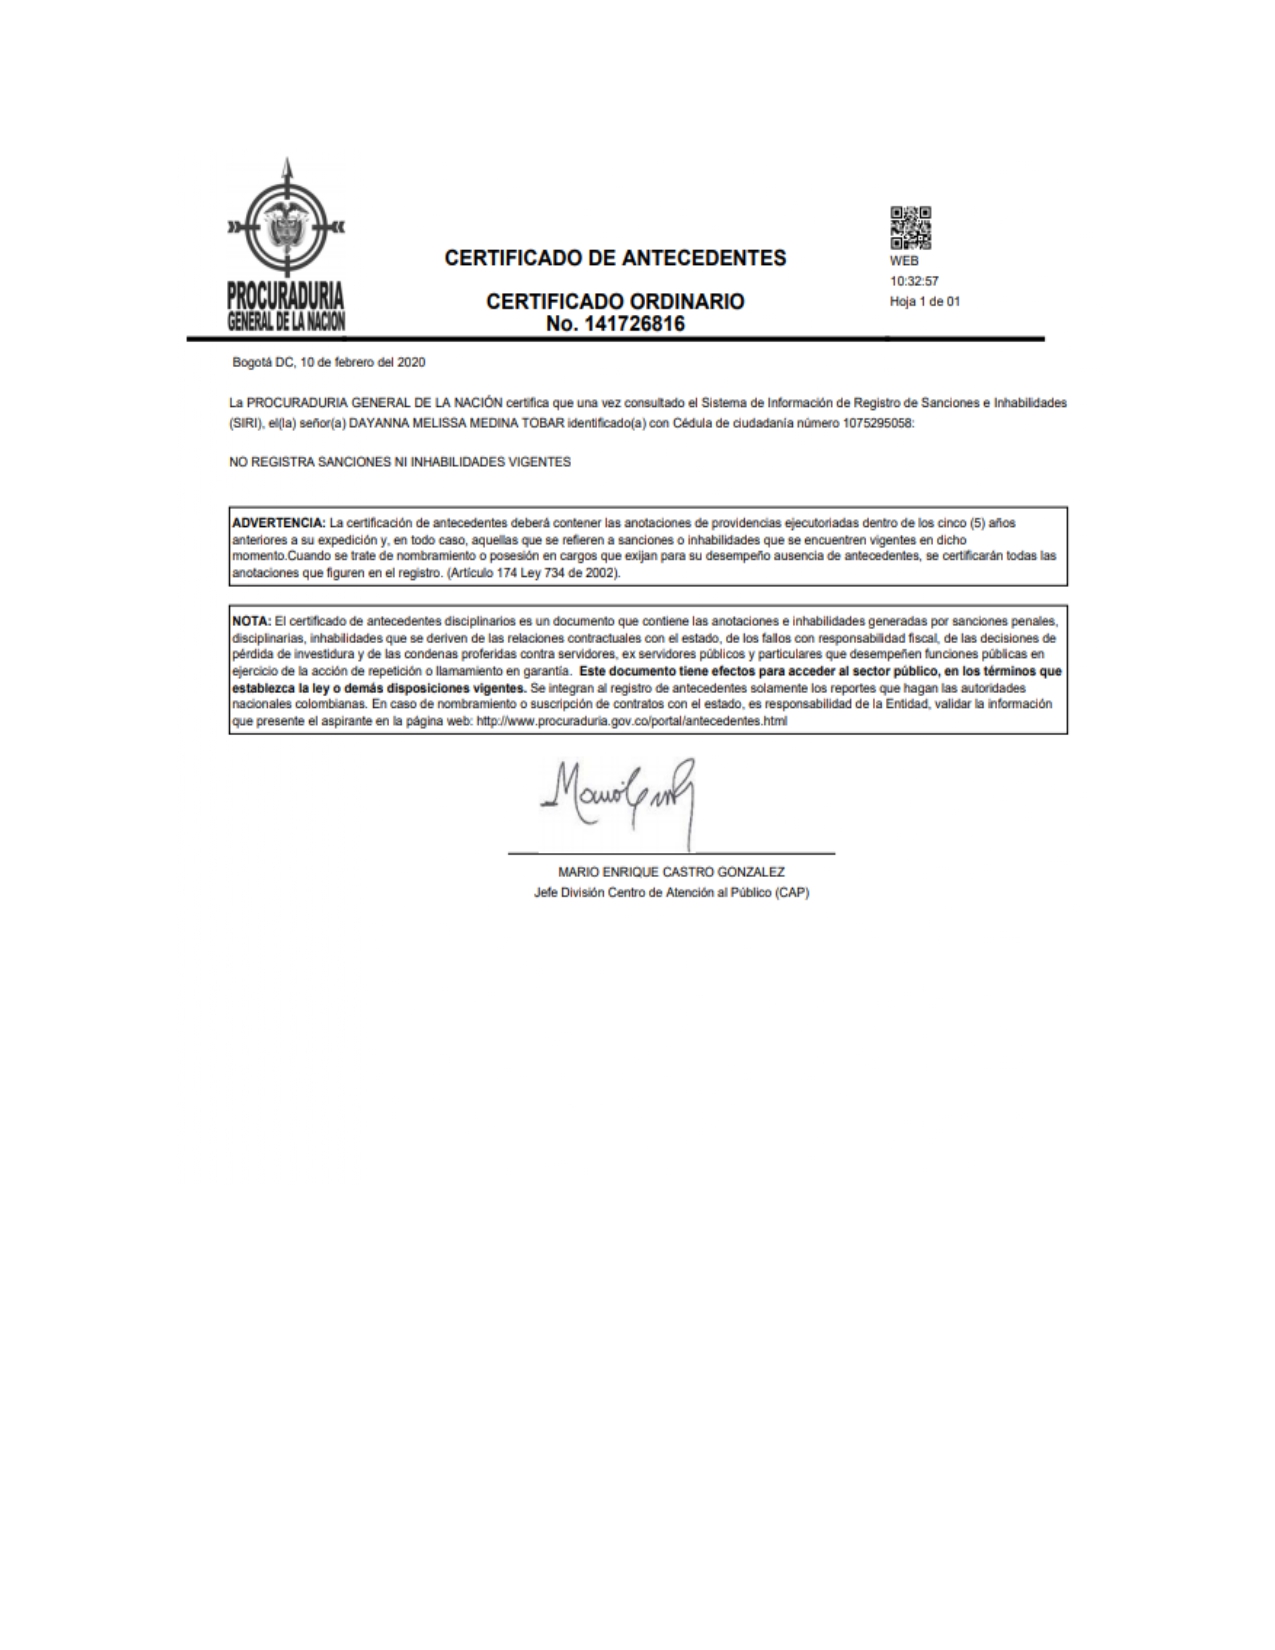 PROCURADURIA
GENERAL DE LA NACION
CERTIFICADO DE ANTECEDENTES
CERTIFICADO ORDINARIO
No. 141726816
WEB
10:32:57
Hoja 1 de 01
Bogotá DC, 10 de febrero del 2020
La PROCURADURIA GENERAL DE LA NACIÓN certifica que una vez consultado el Sistema de Información de Registro de Sanciones e Inhabilidades
(SIRI), el(la) señor(a) DAYANNA MELISSA MEDINA TOBAR identificado(a) con Cédula de ciudadanía número 1075295058:
NO REGISTRA SANCIONES NI INHABILIDADES VIGENTES
ADVERTENCIA: La certificación de antecedentes deberá contener las anotaciones de providencias ejecutoriadas dentro de los cinco (5) años
anteriores a su expedición y, en todo caso, aquellas que se refieren a sanciones o inhabilidades que se encuentren vigentes en dicho
momento.Cuando se trate de nombramiento o posesión en cargos que exijan para su desempeño ausencia de antecedentes, se certificarán todas las
anotaciones que figuren en el registro. (Artículo 174 Ley 734 de 2002).
NOTA: El certificado de antecedentes disciplinarios es un documento que contiene las anotaciones e inhabilidades generadas por sanciones penales,
disciplinarias, inhabilidades que se deriven de las relaciones contractuales con el estado, de los fallos con responsabilidad fiscal, de las decisiones de
pérdida de investidura y de las condenas proferidas contra servidores, ex servidores públicos y particulares que desempeñen funciones públicas en
ejercicio de la acción de repetición o llamamiento en garantía. Este documento tiene efectos para acceder al sector público, en los términos que
establezca la ley o demás disposiciones vigentes. Se integran al registro de antecedentes solamente los reportes que hagan las autoridades
nacionales colombianas. En caso de nombramiento o suscripción de contratos con el estado, es responsabilidad de la Entidad, validar la información
que presente el aspirante en la página web: http://www.procuraduria.gov.co/portal/antecedentes.html
MARIO ENRIQUE CASTRO GONZALEZ
Jefe División Centro de Atención al Público (CAP)